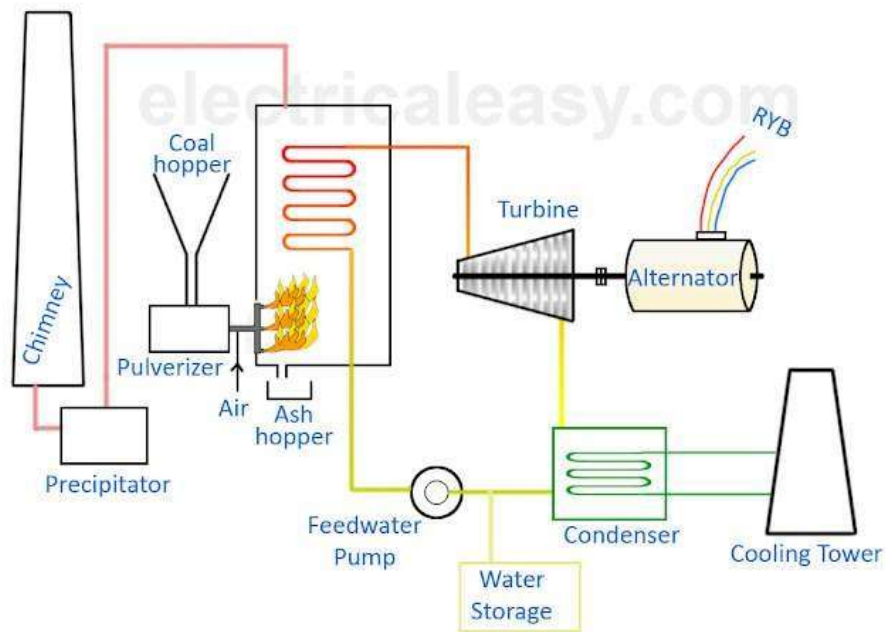 electricaleasy.com
Coal
hopper
RYB
Turbine
Alternator
Chimney
Pulverizer
Air
Ash
hopper
Precipitator
Feedwater
Pump
Condenser
Cooling Tower
Water
Storage